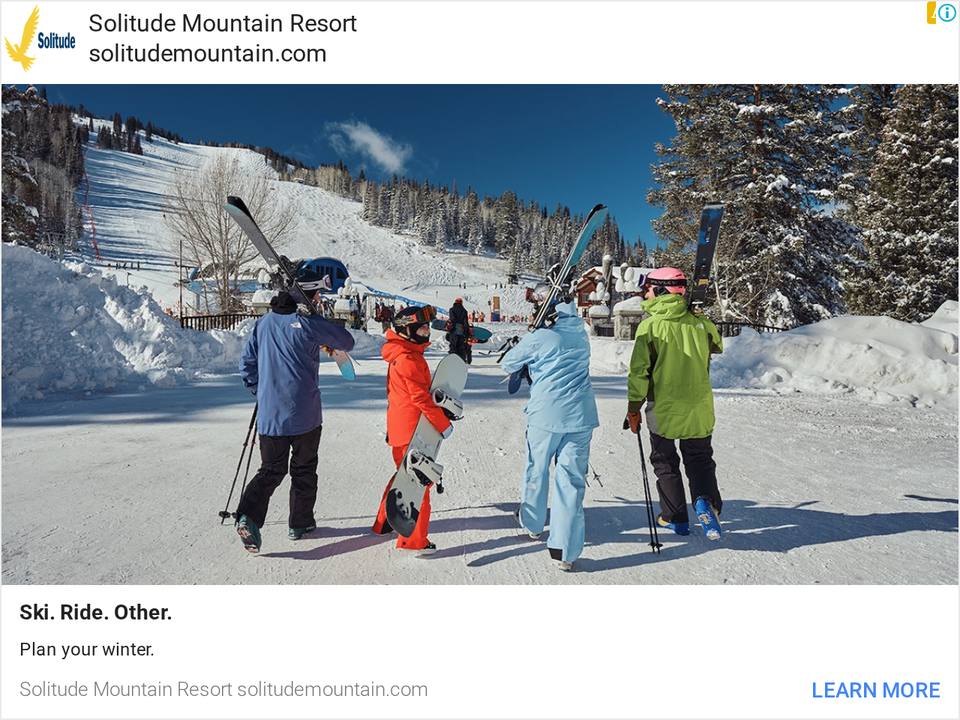 Solitude
Solitude Mountain Resort
solitudemountain.com
Ski. Ride. Other.
Plan your winter.
Solitude Mountain Resort solitudemountain.com
LEARN MORE